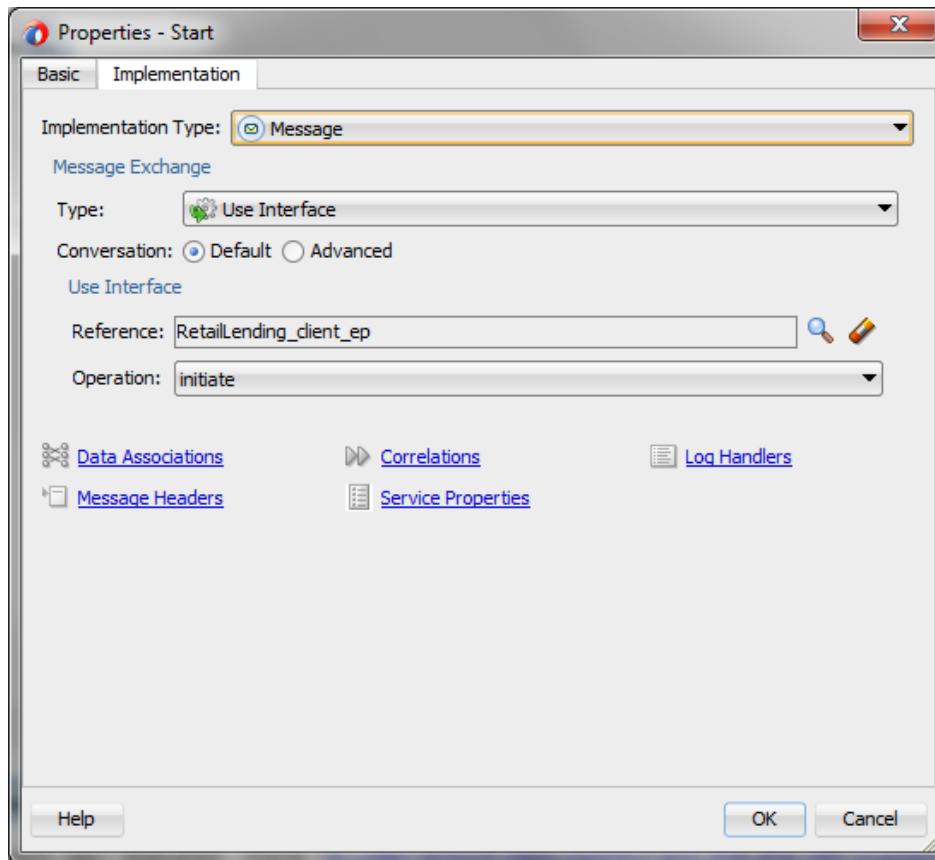 Properties - Start
Basic Implementation
Implementation Type: Message
Message Exchange
Type: Use Interface
Conversation: Default Advanced
Use Interface
Reference: RetailLending_client_ep
Operation: initiate
Data Associations Correlations Log Handlers
Message Headers Service Properties
Help OK Cancel